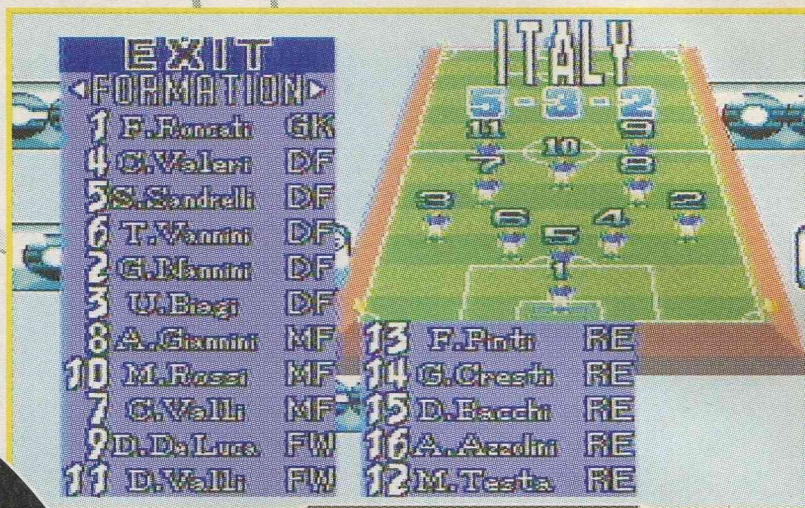 EXIT
FORMATION
1 F.Roncati GK
4 C.Valeri DF
5 S.Sandrelli DF
6 T.Vannini DF
2 G.Nannini DF
3 U.Biagi DF
8 A.Giannini MF
10 M.Rossi MF
7 C.Valli MF
9 D.De Luca FW
11 D.Valli FW
ITALY
5-3-2
11 9
10
7 8
3 2
6 4
5
1
13 F.Pinti RE
14 G.Cresti RE
15 D.Bacchi RE
16 A.Azzolini RE
12 M.Testa RE